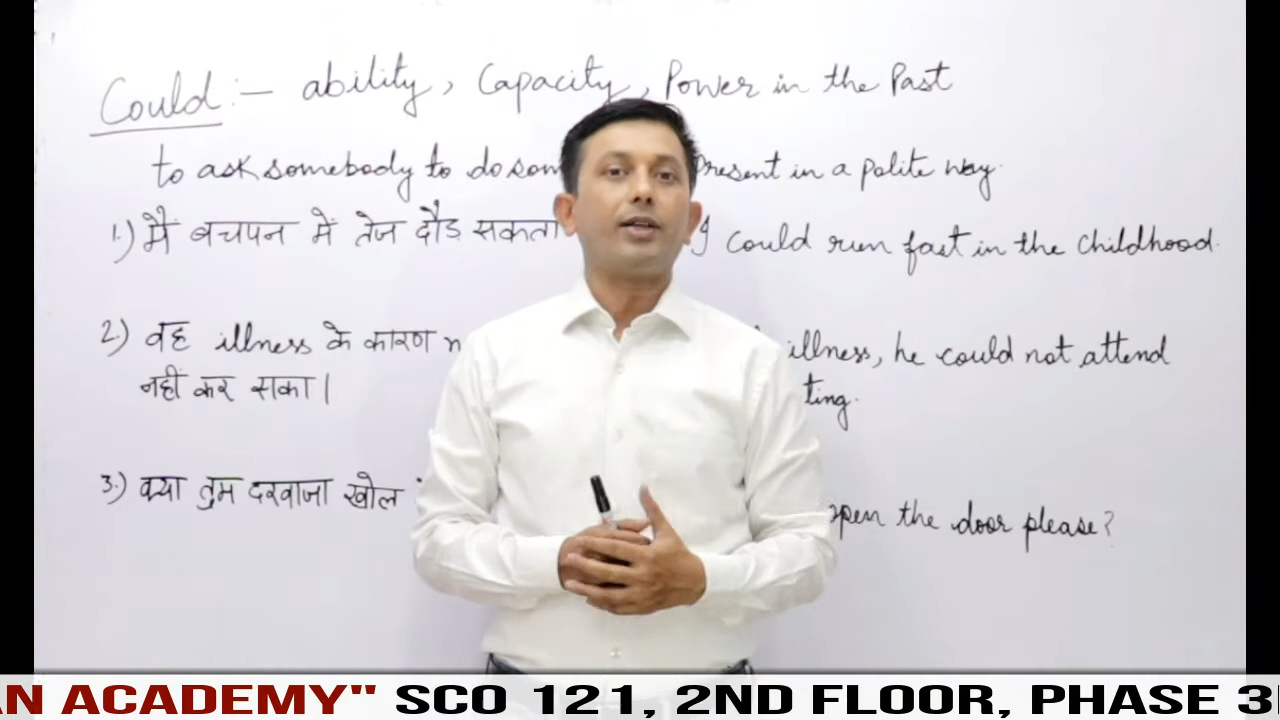 Could :- ability, Capacity, Power in the Past
to ask somebody to do som present in a polite way.
1.) मैं बचपन में तेज दौड़ सकता I could run fast in the childhood.
2.) वह illness के कारण illness, he could not attend
नहीं कर सका। ting.
3.) क्या तुम दरवाजा खोल open the door please?
AN ACADEMY" SCO 121, 2ND FLOOR, PHASE 3